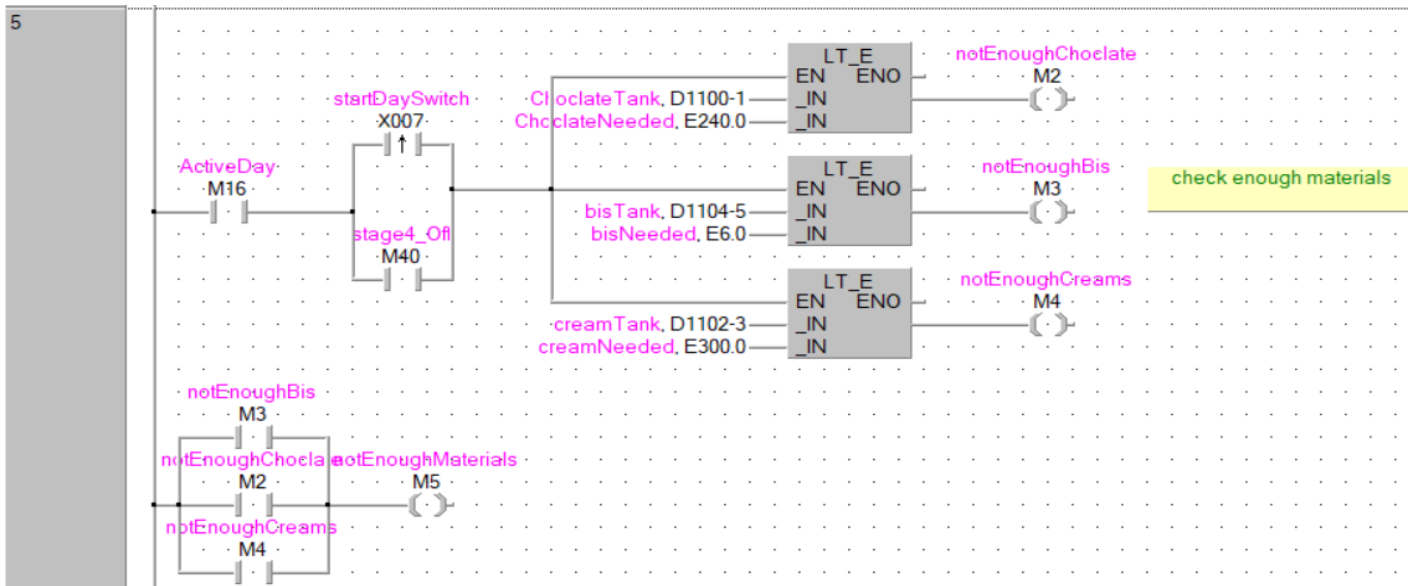 5
LT_E
EN ENO
_IN
_IN
ChoclateTank, D1100-1
ChoclateNeeded, E240.0
notEnoughChoclate
M2
startDaySwitch
X007
ActiveDay
M16
stage4_Off
M40
LT_E
EN ENO
_IN
_IN
bisTank, D1104-5
bisNeeded, E6.0
notEnoughBis
M3
check enough materials
LT_E
EN ENO
_IN
_IN
creamTank, D1102-3
creamNeeded, E300.0
notEnoughCreams
M4
notEnoughBis
M3
notEnoughChoclate
M2
notEnoughMaterials
M5
notEnoughCreams
M4